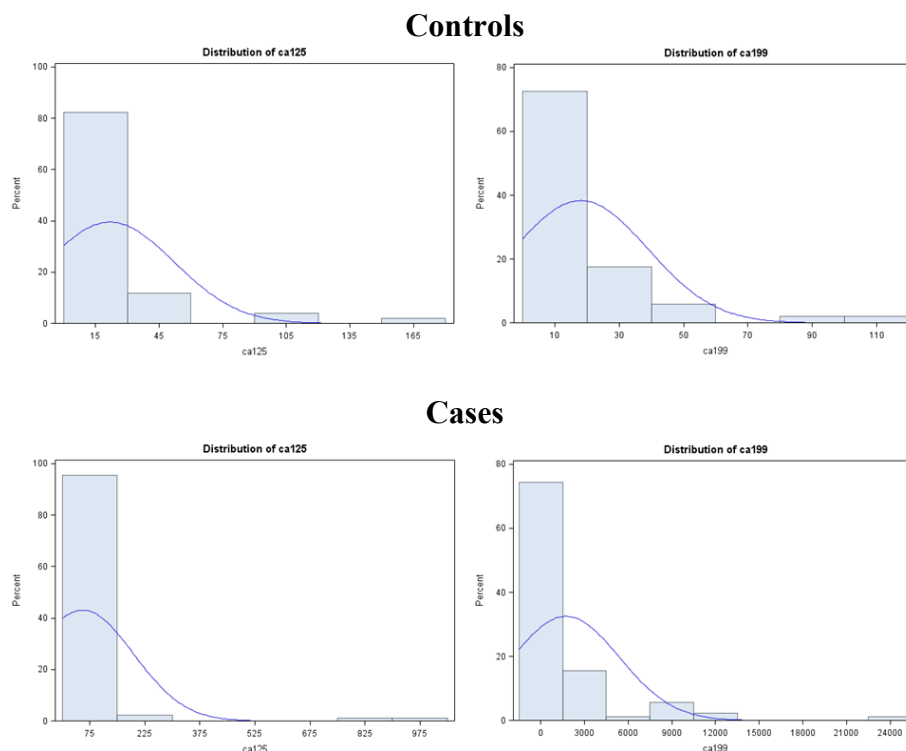 Controls
Distribution of ca125
100
80
60
40
20
0
Percent
15 45 75 105 135 165
ca125
Distribution of ca199
80
60
40
20
0
Percent
10 30 50 70 90 110
ca199
Cases
Distribution of ca125
100
80
60
40
20
0
Percent
75 225 375 525 675 825 975
ca125
Distribution of ca199
80
60
40
20
0
Percent
0 3000 6000 9000 12000 15000 18000 21000 24000
ca199